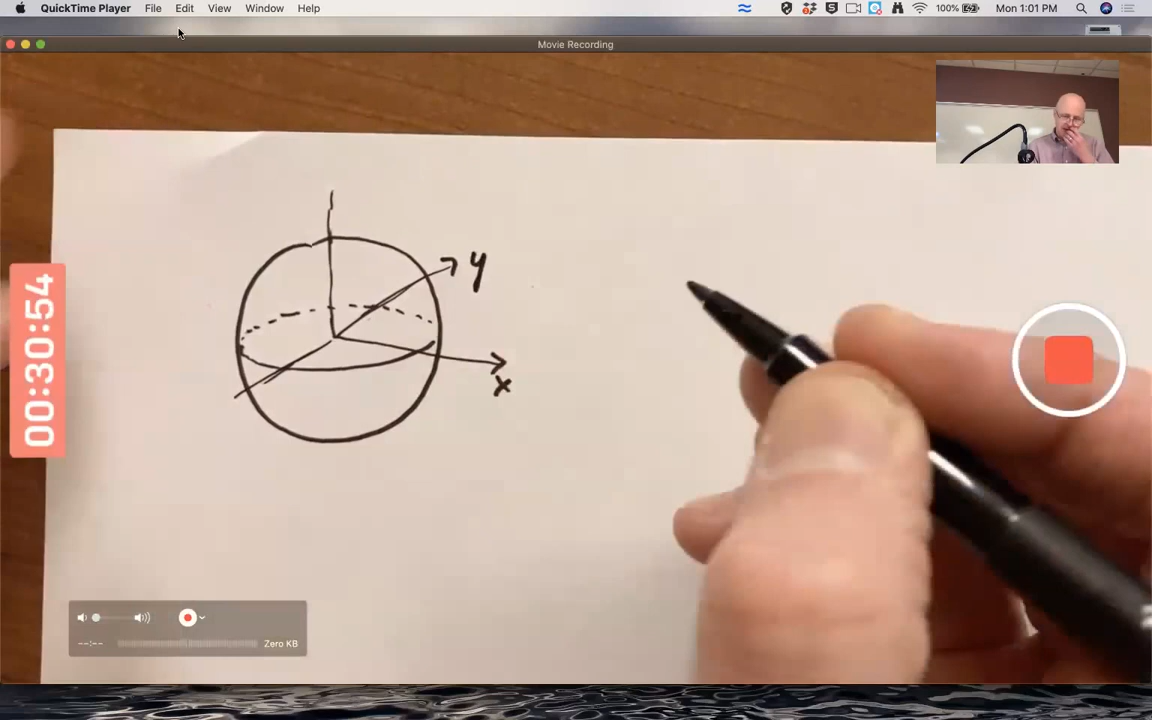 QuickTime Player File Edit View Window Help 100% Mon 1:01 PM
Movie Recording
y
x
00:30:54
--:-- Zero KB